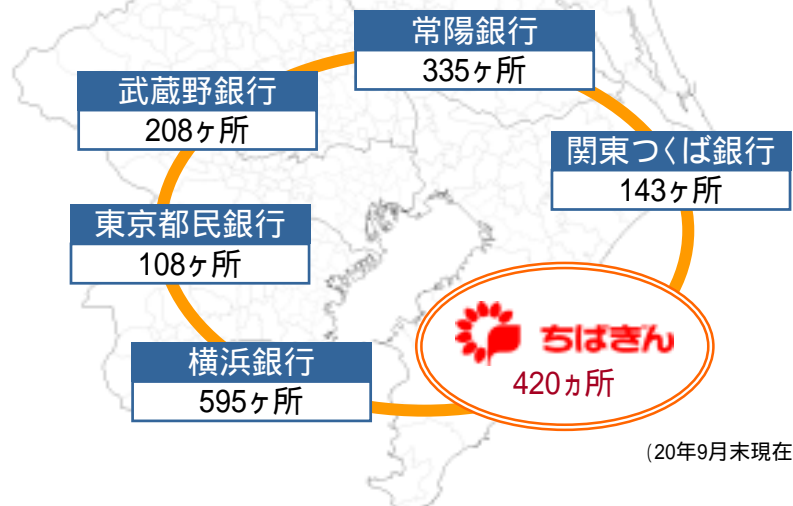 常陽銀行
335ヶ所
武蔵野銀行
208ヶ所
関東つくば銀行
143ヶ所
東京都民銀行
108ヶ所
ちばぎん
420ヵ所
横浜銀行
595ヶ所
(20年9月末現在